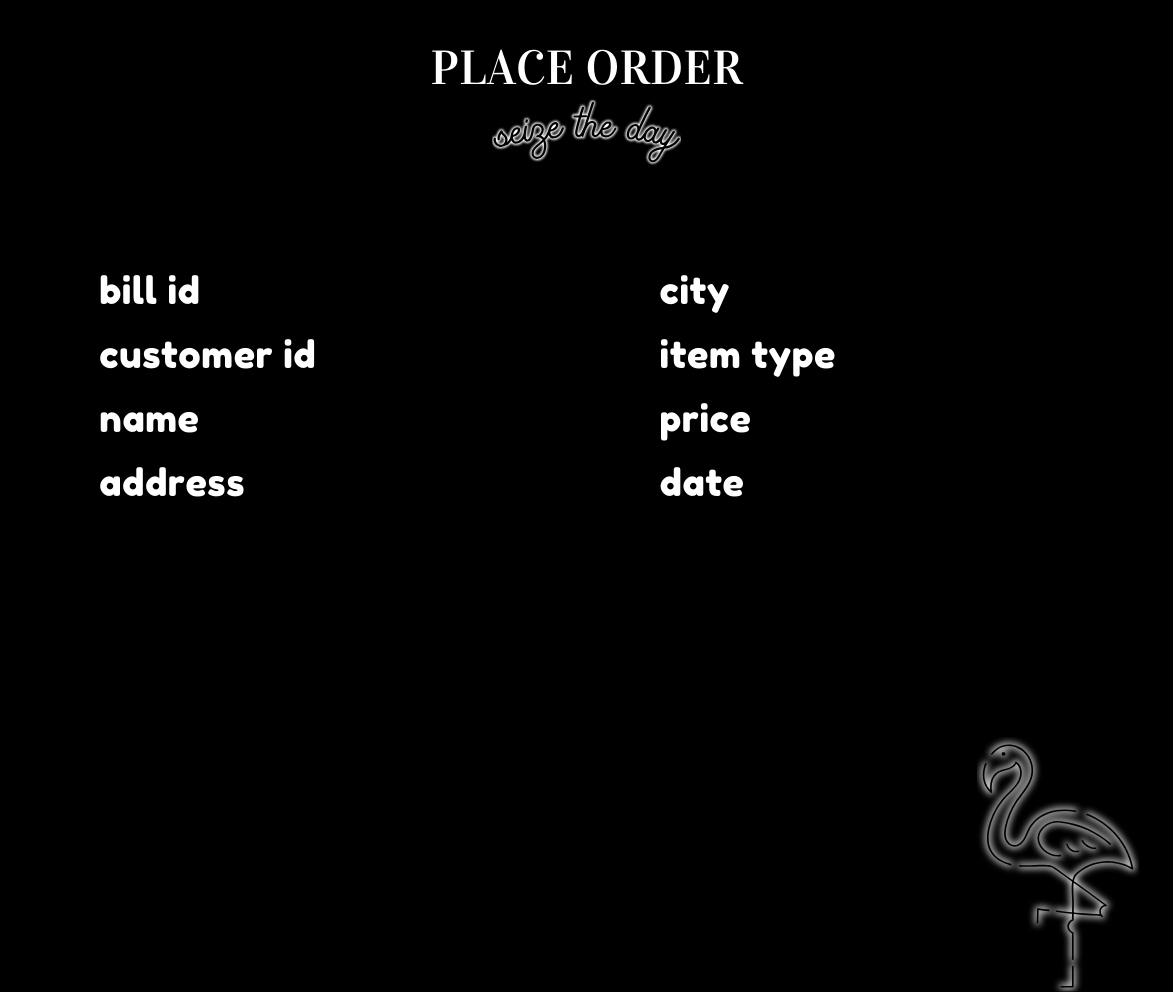 PLACE ORDER
seize the day
bill id
customer id
name
address
city
item type
price
date